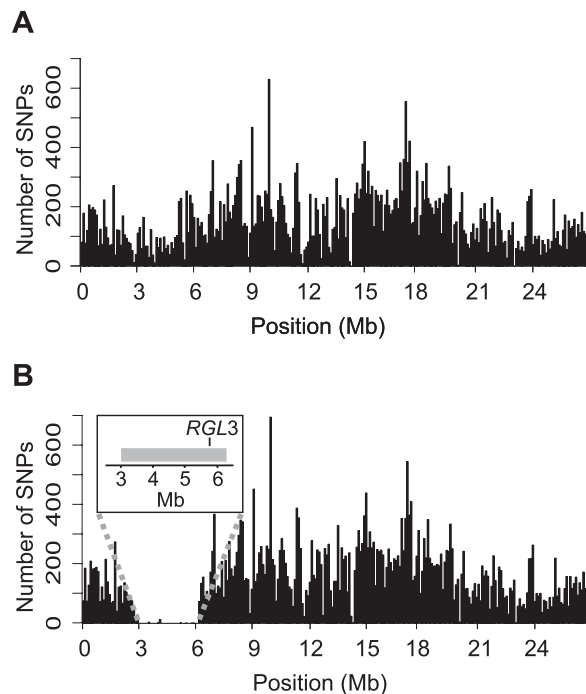 A
Number of SNPs
600
400
200
0
0 3 6 9 12 15 18 21 24
Position (Mb)
B
Number of SNPs
600
400
200
0
RGL3
3 4 5 6
Mb
0 3 6 9 12 15 18 21 24
Position (Mb)